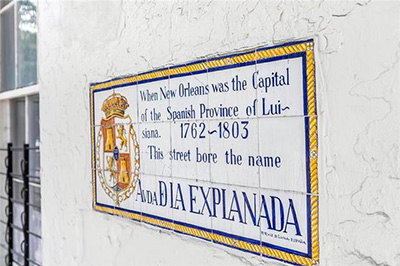 When New Orleans was the Capital
of the Spanish Province of Lui~
siana. 1762~1803
This street bore the name
AVDA D LA EXPLANADA